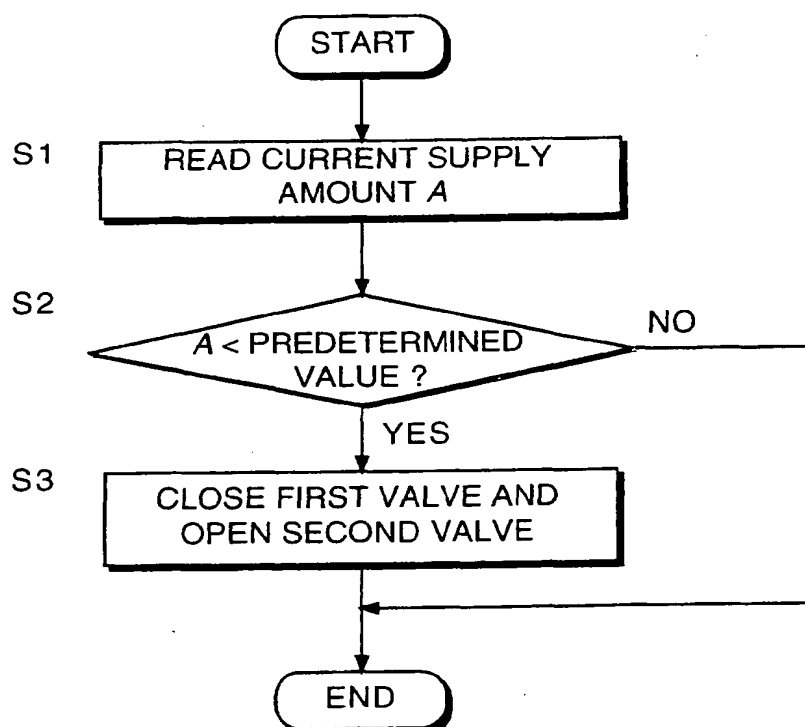 START
S1
READ CURRENT SUPPLY
AMOUNT A
S2
A < PREDETERMINED
VALUE ?
NO
YES
S3
CLOSE FIRST VALVE AND
OPEN SECOND VALVE
END